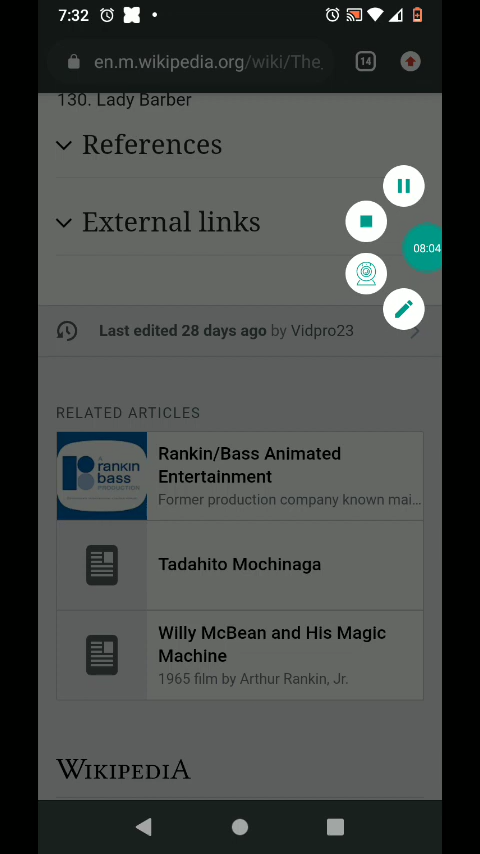 7:32
en.m.wikipedia.org/wiki/The_
14
130. Lady Barber
References
External links
08:04
Last edited 28 days ago by Vidpro23
RELATED ARTICLES
A
rankin
bass
PRODUCTION
Rankin/Bass Animated
Entertainment
Former production company known mai...
Tadahito Mochinaga
Willy McBean and His Magic
Machine
1965 film by Arthur Rankin, Jr.
WIKIPEDIA